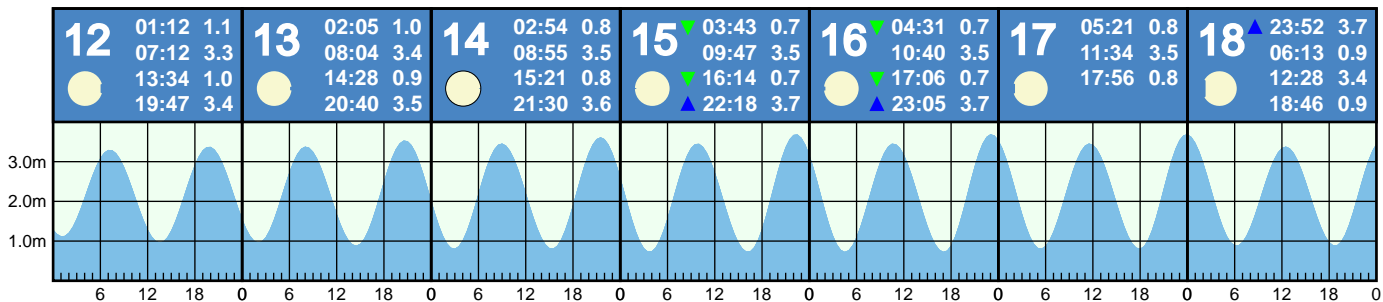 12 01:12 1.1
07:12 3.3
13:34 1.0
19:47 3.4
13 02:05 1.0
08:04 3.4
14:28 0.9
20:40 3.5
14 02:54 0.8
08:55 3.5
15:21 0.8
21:30 3.6
15 ▼ 03:43 0.7
09:47 3.5
▼ 16:14 0.7
▲ 22:18 3.7
16 ▼ 04:31 0.7
10:40 3.5
▼ 17:06 0.7
▲ 23:05 3.7
17 05:21 0.8
11:34 3.5
17:56 0.8
18 ▲ 23:52 3.7
06:13 0.9
12:28 3.4
18:46 0.9
3.0m
2.0m
1.0m
6 12 18 0 6 12 18 0 6 12 18 0 6 12 18 0 6 12 18 0 6 12 18 0 6 12 18 0